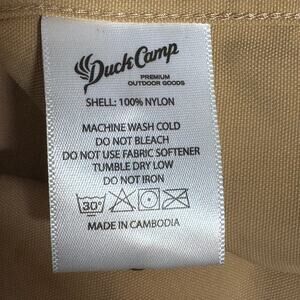 Duck Camp
PREMIUM
OUTDOOR GOODS
SHELL: 100% NYLON
MACHINE WASH COLD
DO NOT BLEACH
DO NOT USE FABRIC SOFTENER
TUMBLE DRY LOW
DO NOT IRON
30°
MADE IN CAMBODIA